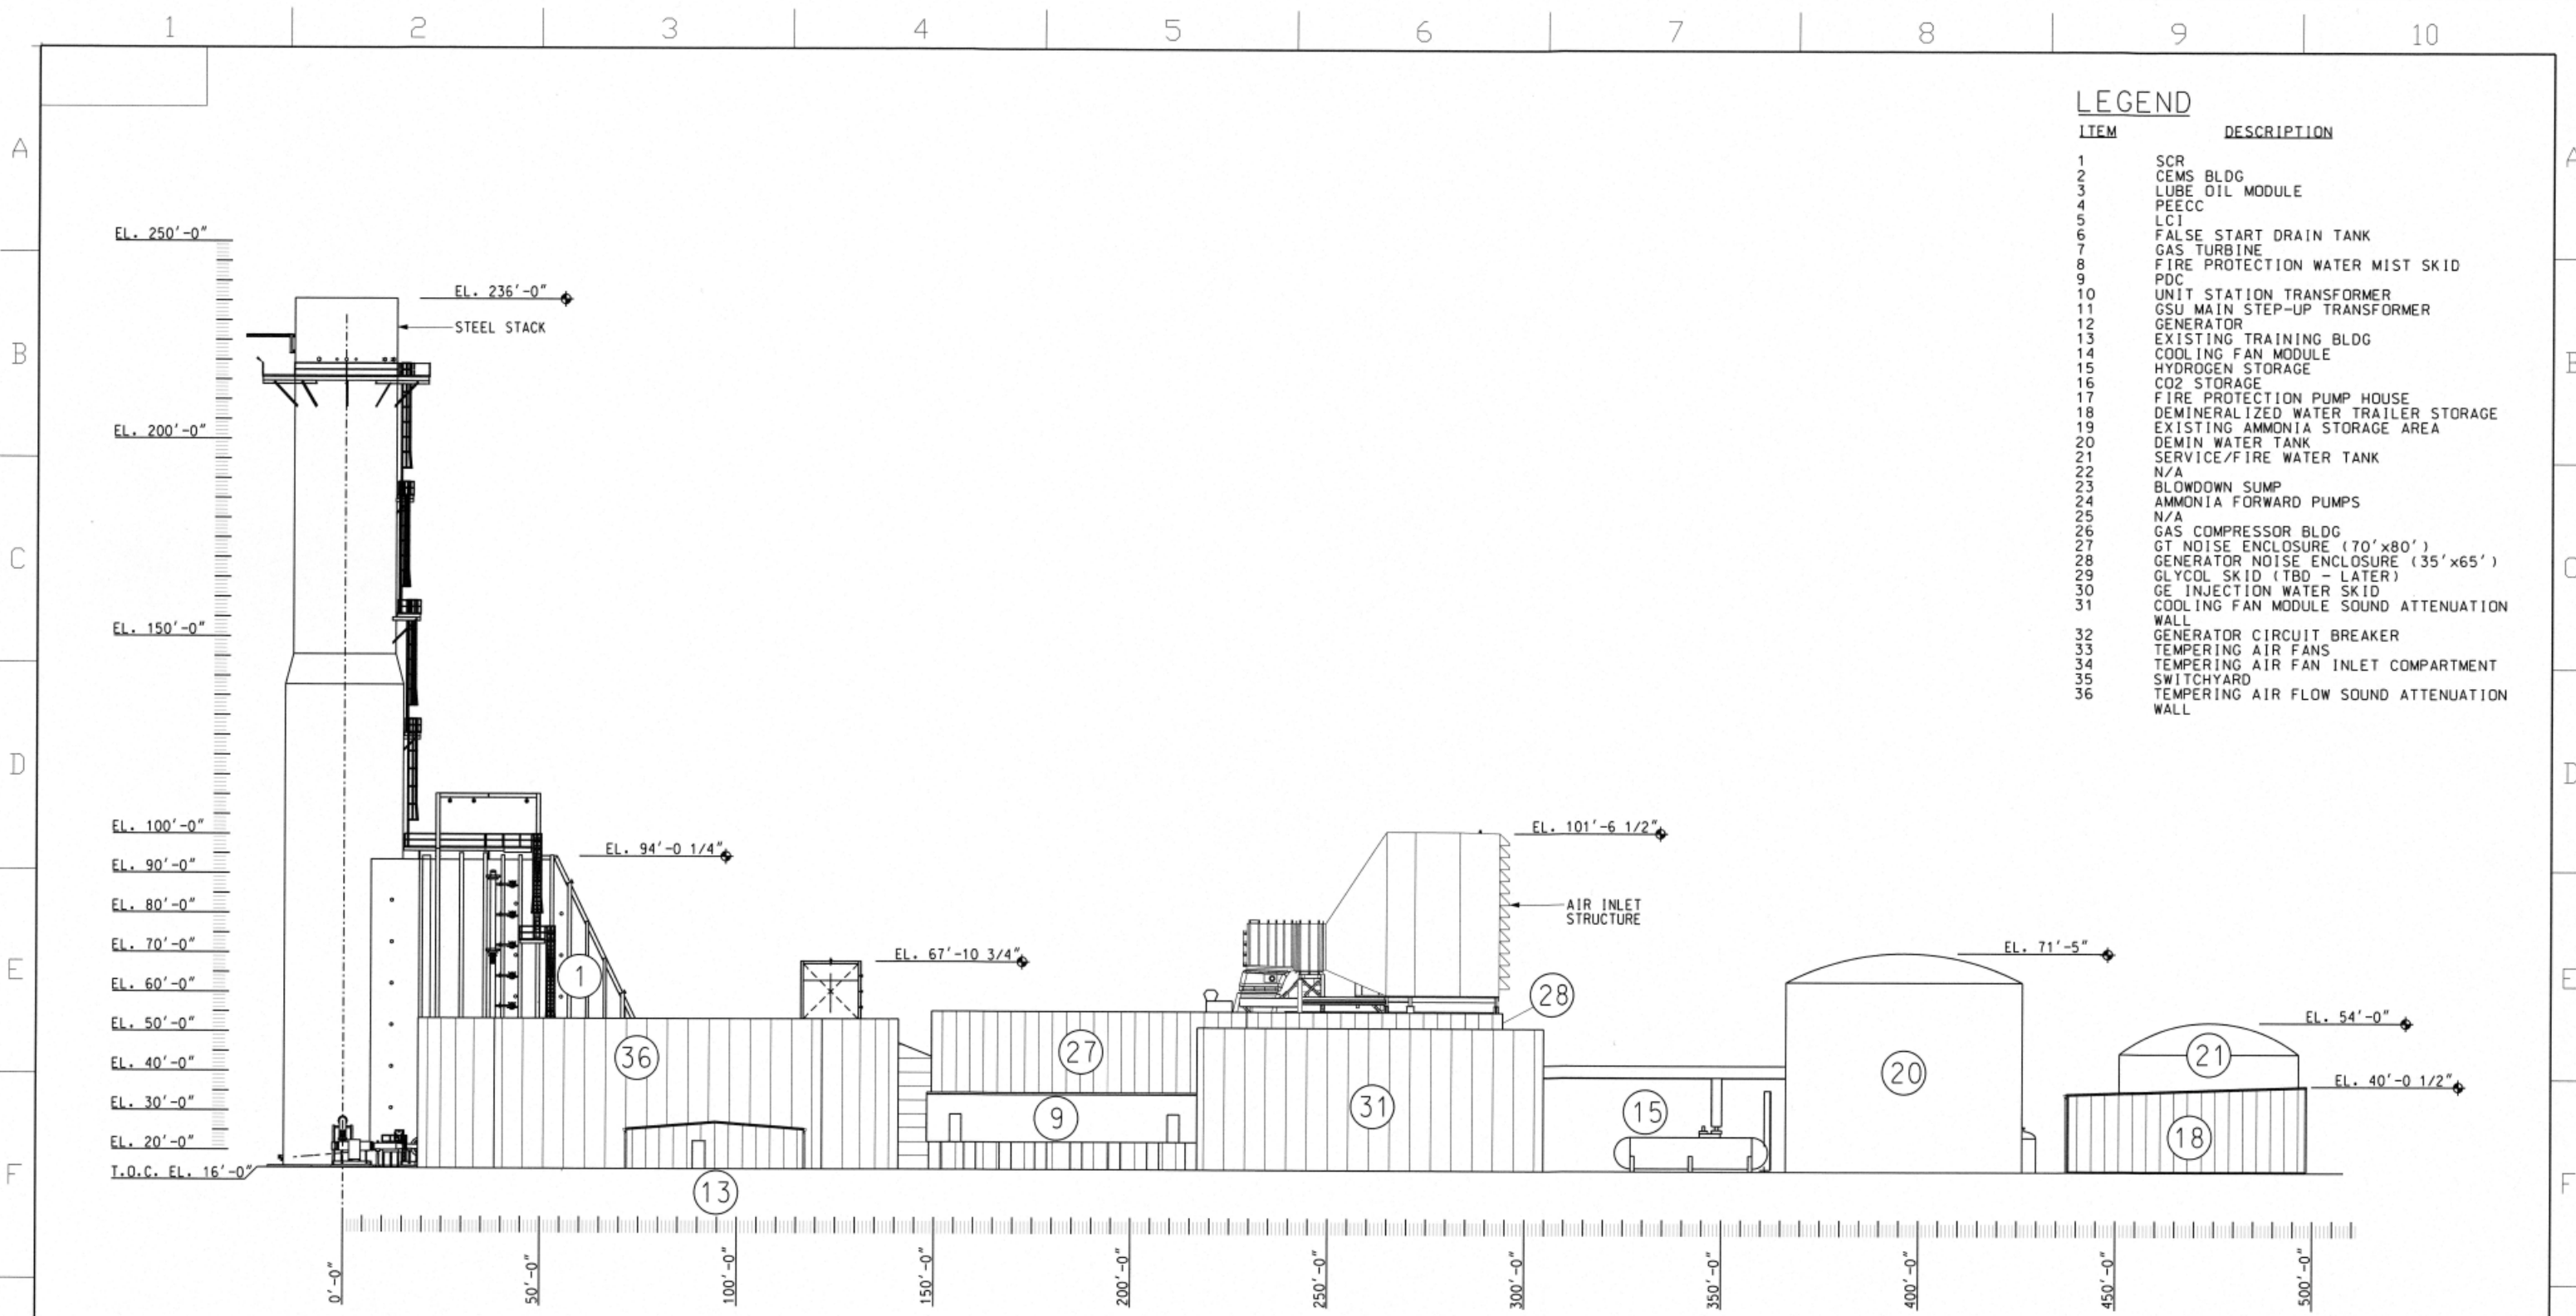 1 2 3 4 5 6 7 8 9 10
A A
B B
C C
D D
E E
F F
LEGEND
ITEM DESCRIPTION
1 SCR
2 CEMS BLDG
3 LUBE OIL MODULE
4 PEECC
5 LCI
6 FALSE START DRAIN TANK
7 GAS TURBINE
8 FIRE PROTECTION WATER MIST SKID
9 PDC
10 UNIT STATION TRANSFORMER
11 GSU MAIN STEP-UP TRANSFORMER
12 GENERATOR
13 EXISTING TRAINING BLDG
14 COOLING FAN MODULE
15 HYDROGEN STORAGE
16 CO2 STORAGE
17 FIRE PROTECTION PUMP HOUSE
18 DEMINERALIZED WATER TRAILER STORAGE
19 EXISTING AMMONIA STORAGE AREA
20 DEMIN WATER TANK
21 SERVICE/FIRE WATER TANK
22 N/A
23 BLOWDOWN SUMP
24 AMMONIA FORWARD PUMPS
25 N/A
26 GAS COMPRESSOR BLDG
27 GT NOISE ENCLOSURE (70'x80')
28 GENERATOR NOISE ENCLOSURE (35'x65')
29 GLYCOL SKID (TBD - LATER)
30 GE INJECTION WATER SKID
31 COOLING FAN MODULE SOUND ATTENUATION
WALL
32 GENERATOR CIRCUIT BREAKER
33 TEMPERING AIR FANS
34 TEMPERING AIR FAN INLET COMPARTMENT
35 SWITCHYARD
36 TEMPERING AIR FLOW SOUND ATTENUATION
WALL
EL. 250'-0"
EL. 236'-0"
STEEL STACK
EL. 200'-0"
EL. 150'-0"
EL. 100'-0"
EL. 101'-6 1/2"
EL. 94'-0 1/4"
EL. 90'-0"
EL. 80'-0"
AIR INLET
STRUCTURE
EL. 70'-0"
EL. 67'-10 3/4"
EL. 71'-5"
1
EL. 60'-0"
28
EL. 50'-0"
EL. 54'-0"
36
27
21
EL. 40'-0"
20
EL. 40'-0 1/2"
EL. 30'-0"
9
31
15
18
EL. 20'-0"
T.O.C. EL. 16'-0"
13
0'-0"
50'-0"
100'-0"
150'-0"
200'-0"
250'-0"
300'-0"
350'-0"
400'-0"
450'-0"
500'-0"